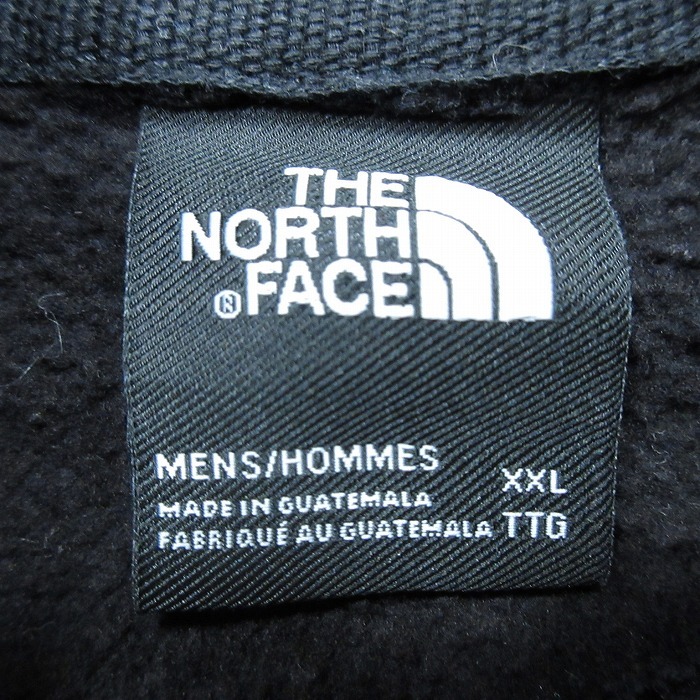 THE
NORTH
®FACE
MENS/HOMMES
XXL
MADE IN GUATEMALA
FABRIQUÉ AU GUATEMALA TTG